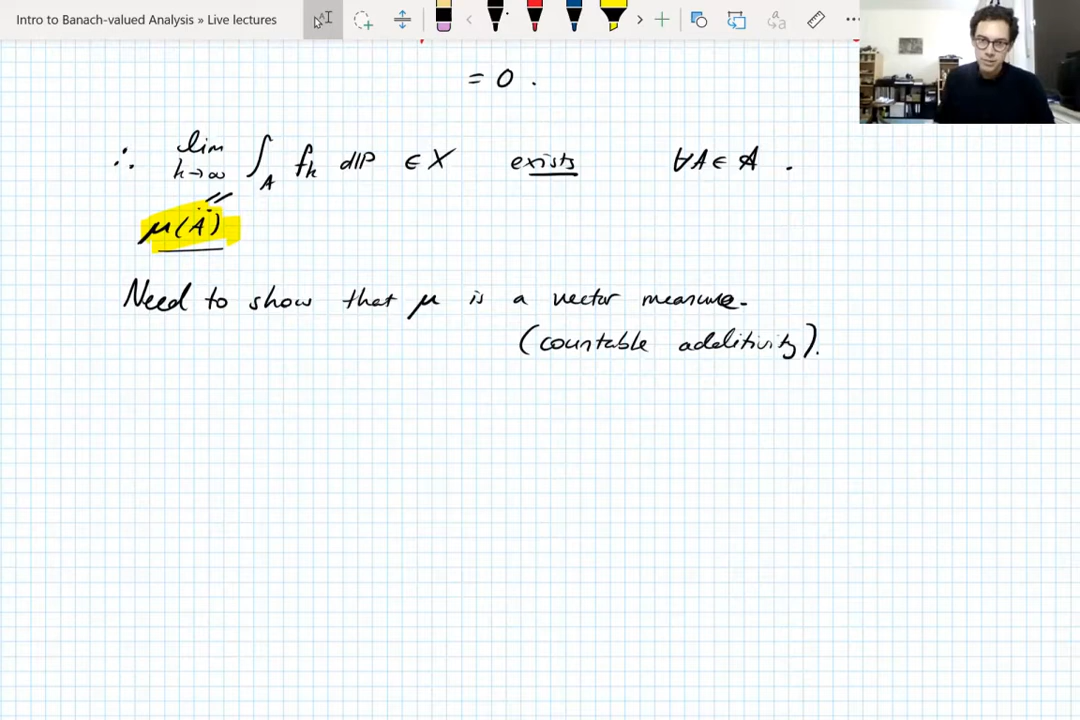 Intro to Banach-valued Analysis » Live lectures
= 0 .
∴ lim k→∞ ∫_A f_k dℙ ∈ X exists ∀A ∈ 𝒜 .
μ(A)
Need to show that μ is a vector measure.
(countable additivity).